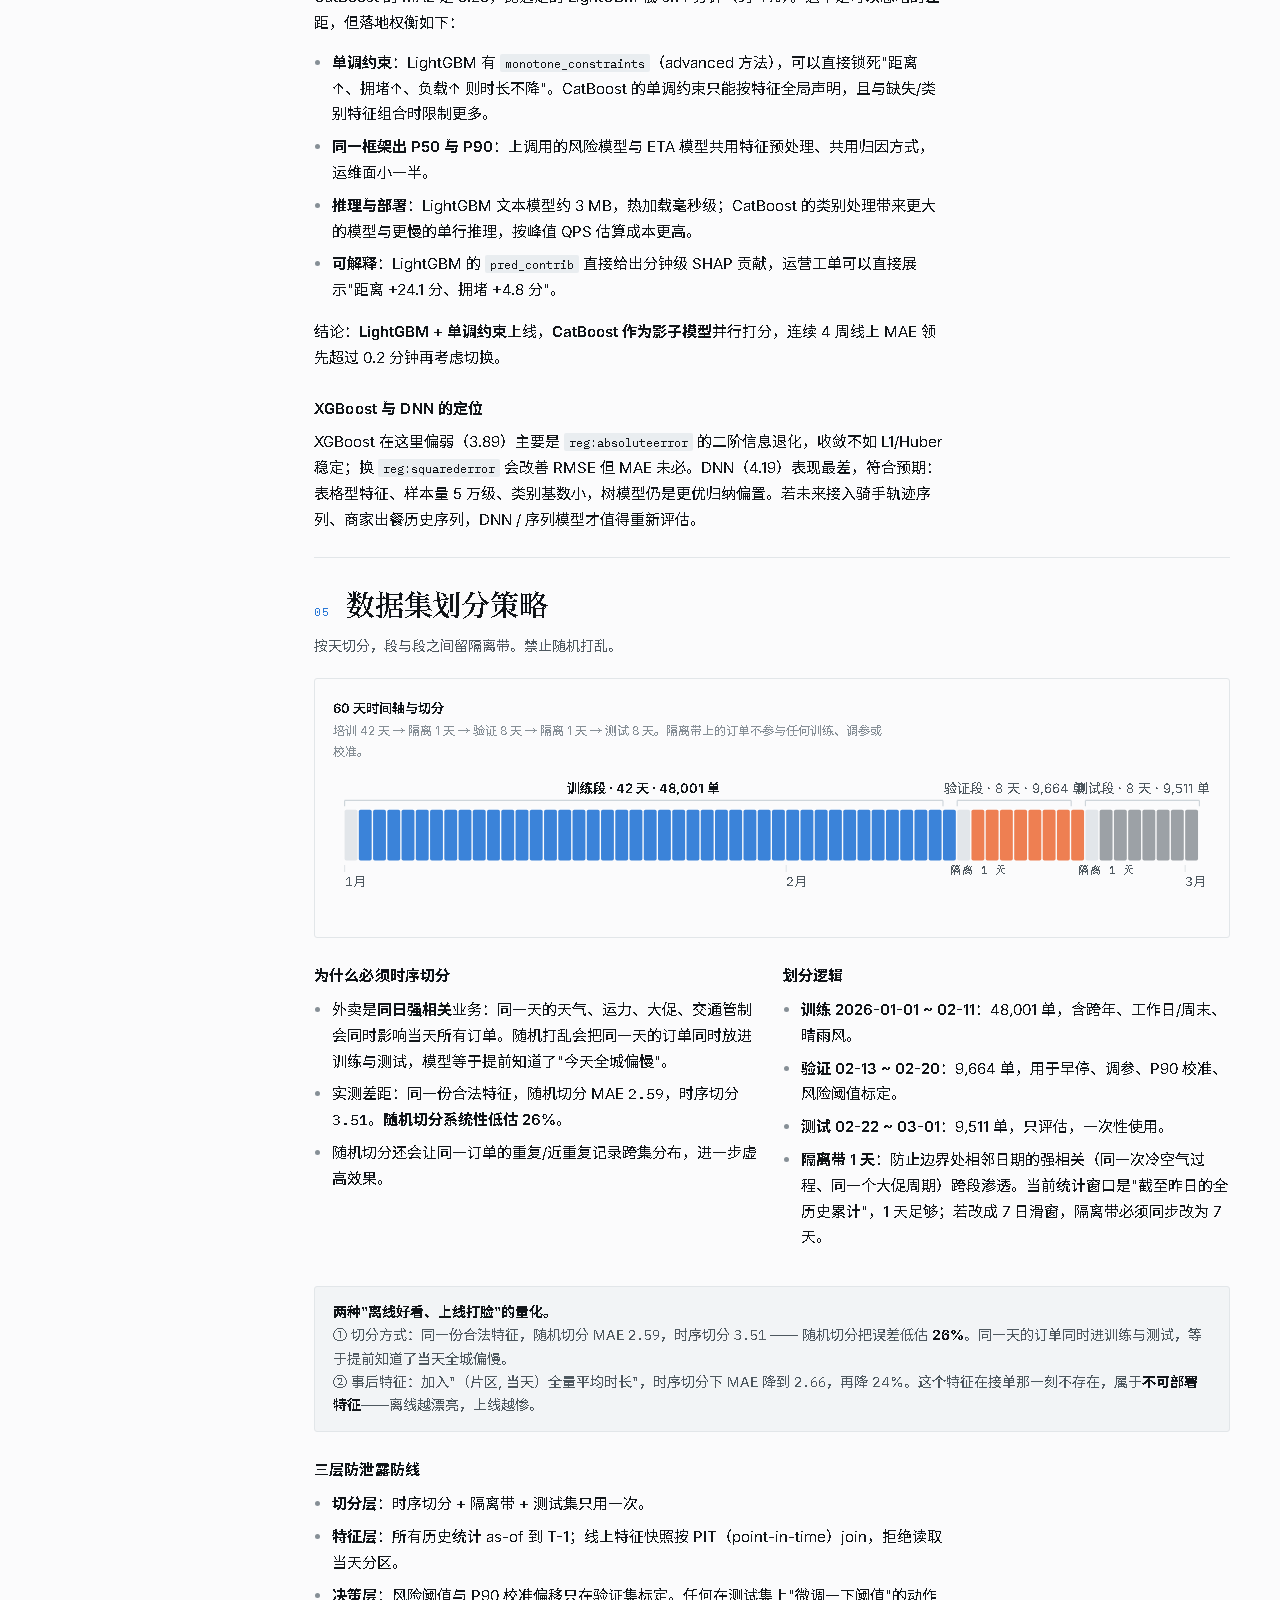 距，但落地权衡如下：
单调约束：LightGBM 有 monotone_constraints（advanced 方法），可以直接锁死"距离
↑、拥堵↑、负载↑ 则时长不降"。CatBoost 的单调约束只能按特征全局声明，且与缺失/类
别特征组合时限制更多。
同一框架出 P50 与 P90：上调用的风险模型与 ETA 模型共用特征预处理、共用归因方式，
运维面小一半。
推理与部署：LightGBM 文本模型约 3 MB，热加载毫秒级；CatBoost 的类别处理带来更大
的模型与更慢的单行推理，按峰值 QPS 估算成本更高。
可解释：LightGBM 的 pred_contrib 直接给出分钟级 SHAP 贡献，运营工单可以直接展
示"距离 +24.1 分、拥堵 +4.8 分"。
结论：LightGBM + 单调约束上线，CatBoost 作为影子模型并行打分，连续 4 周线上 MAE 领
先超过 0.2 分钟再考虑切换。
XGBoost 与 DNN 的定位
XGBoost 在这里偏弱（3.89）主要是 reg:absoluteerror 的二阶信息退化，收敛不如 L1/Huber
稳定；换 reg:squarederror 会改善 RMSE 但 MAE 未必。DNN（4.19）表现最差，符合预期：
表格型特征、样本量 5 万级、类别基数小，树模型仍是更优归纳偏置。若未来接入骑手轨迹序
列、商家出餐历史序列，DNN / 序列模型才值得重新评估。
05 数据集划分策略
按天切分，段与段之间留隔离带。禁止随机打乱。
60 天时间轴与切分
培训 42 天 → 隔离 1 天 → 验证 8 天 → 隔离 1 天 → 测试 8 天。隔离带上的订单不参与任何训练、调参或
校准。
训练段 · 42 天 · 48,001 单
验证段 · 8 天 · 9,664 单
测试段 · 8 天 · 9,511 单
隔离 1 天
隔离 1 天
1月
2月
3月
为什么必须时序切分
外卖是同日强相关业务：同一天的天气、运力、大促、交通管制
会同时影响当天所有订单。随机打乱会把同一天的订单同时放进
训练与测试，模型等于提前知道了"今天全城偏慢"。
实测差距：同一份合法特征，随机切分 MAE 2.59，时序切分
3.51。随机切分系统性低估 26%。
随机切分还会让同一订单的重复/近重复记录跨集分布，进一步虚
高效果。
划分逻辑
训练 2026-01-01 ~ 02-11：48,001 单，含跨年、工作日/周末、
晴雨风。
验证 02-13 ~ 02-20：9,664 单，用于早停、调参、P90 校准、
风险阈值标定。
测试 02-22 ~ 03-01：9,511 单，只评估，一次性使用。
隔离带 1 天：防止边界处相邻日期的强相关（同一次冷空气过
程、同一个大促周期）跨段渗透。当前统计窗口是"截至昨日的全
历史累计"，1 天足够；若改成 7 日滑窗，隔离带必须同步改为 7
天。
两种"离线好看、上线打脸"的量化。
① 切分方式：同一份合法特征，随机切分 MAE 2.59，时序切分 3.51 —— 随机切分把误差低估 26%。同一天的订单同时进训练与测试，等
于提前知道了当天全城偏慢。
② 事后特征：加入"（片区, 当天）全量平均时长"，时序切分下 MAE 降到 2.66，再降 24%。这个特征在接单那一刻不存在，属于不可部署
特征——离线越漂亮，上线越惨。
三层防泄露防线
切分层：时序切分 + 隔离带 + 测试集只用一次。
特征层：所有历史统计 as-of 到 T-1；线上特征快照按 PIT（point-in-time）join，拒绝读取
当天分区。
决策层：风险阈值与 P90 校准偏移只在验证集标定。任何在测试集上"微调一下阈值"的动作